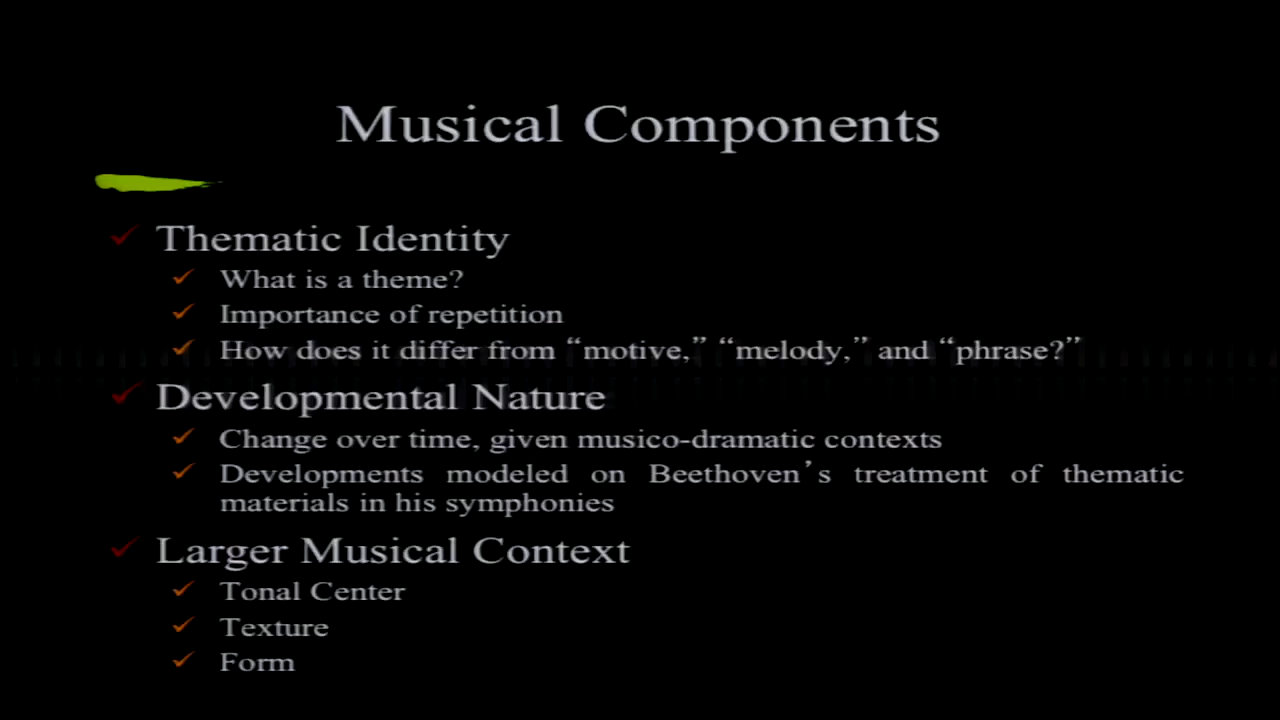 Musical Components
Thematic Identity
What is a theme?
Importance of repetition
How does it differ from “motive,” “melody,” and “phrase?”
Developmental Nature
Change over time, given musico-dramatic contexts
Developments modeled on Beethoven’s treatment of thematic
materials in his symphonies
Larger Musical Context
Tonal Center
Texture
Form